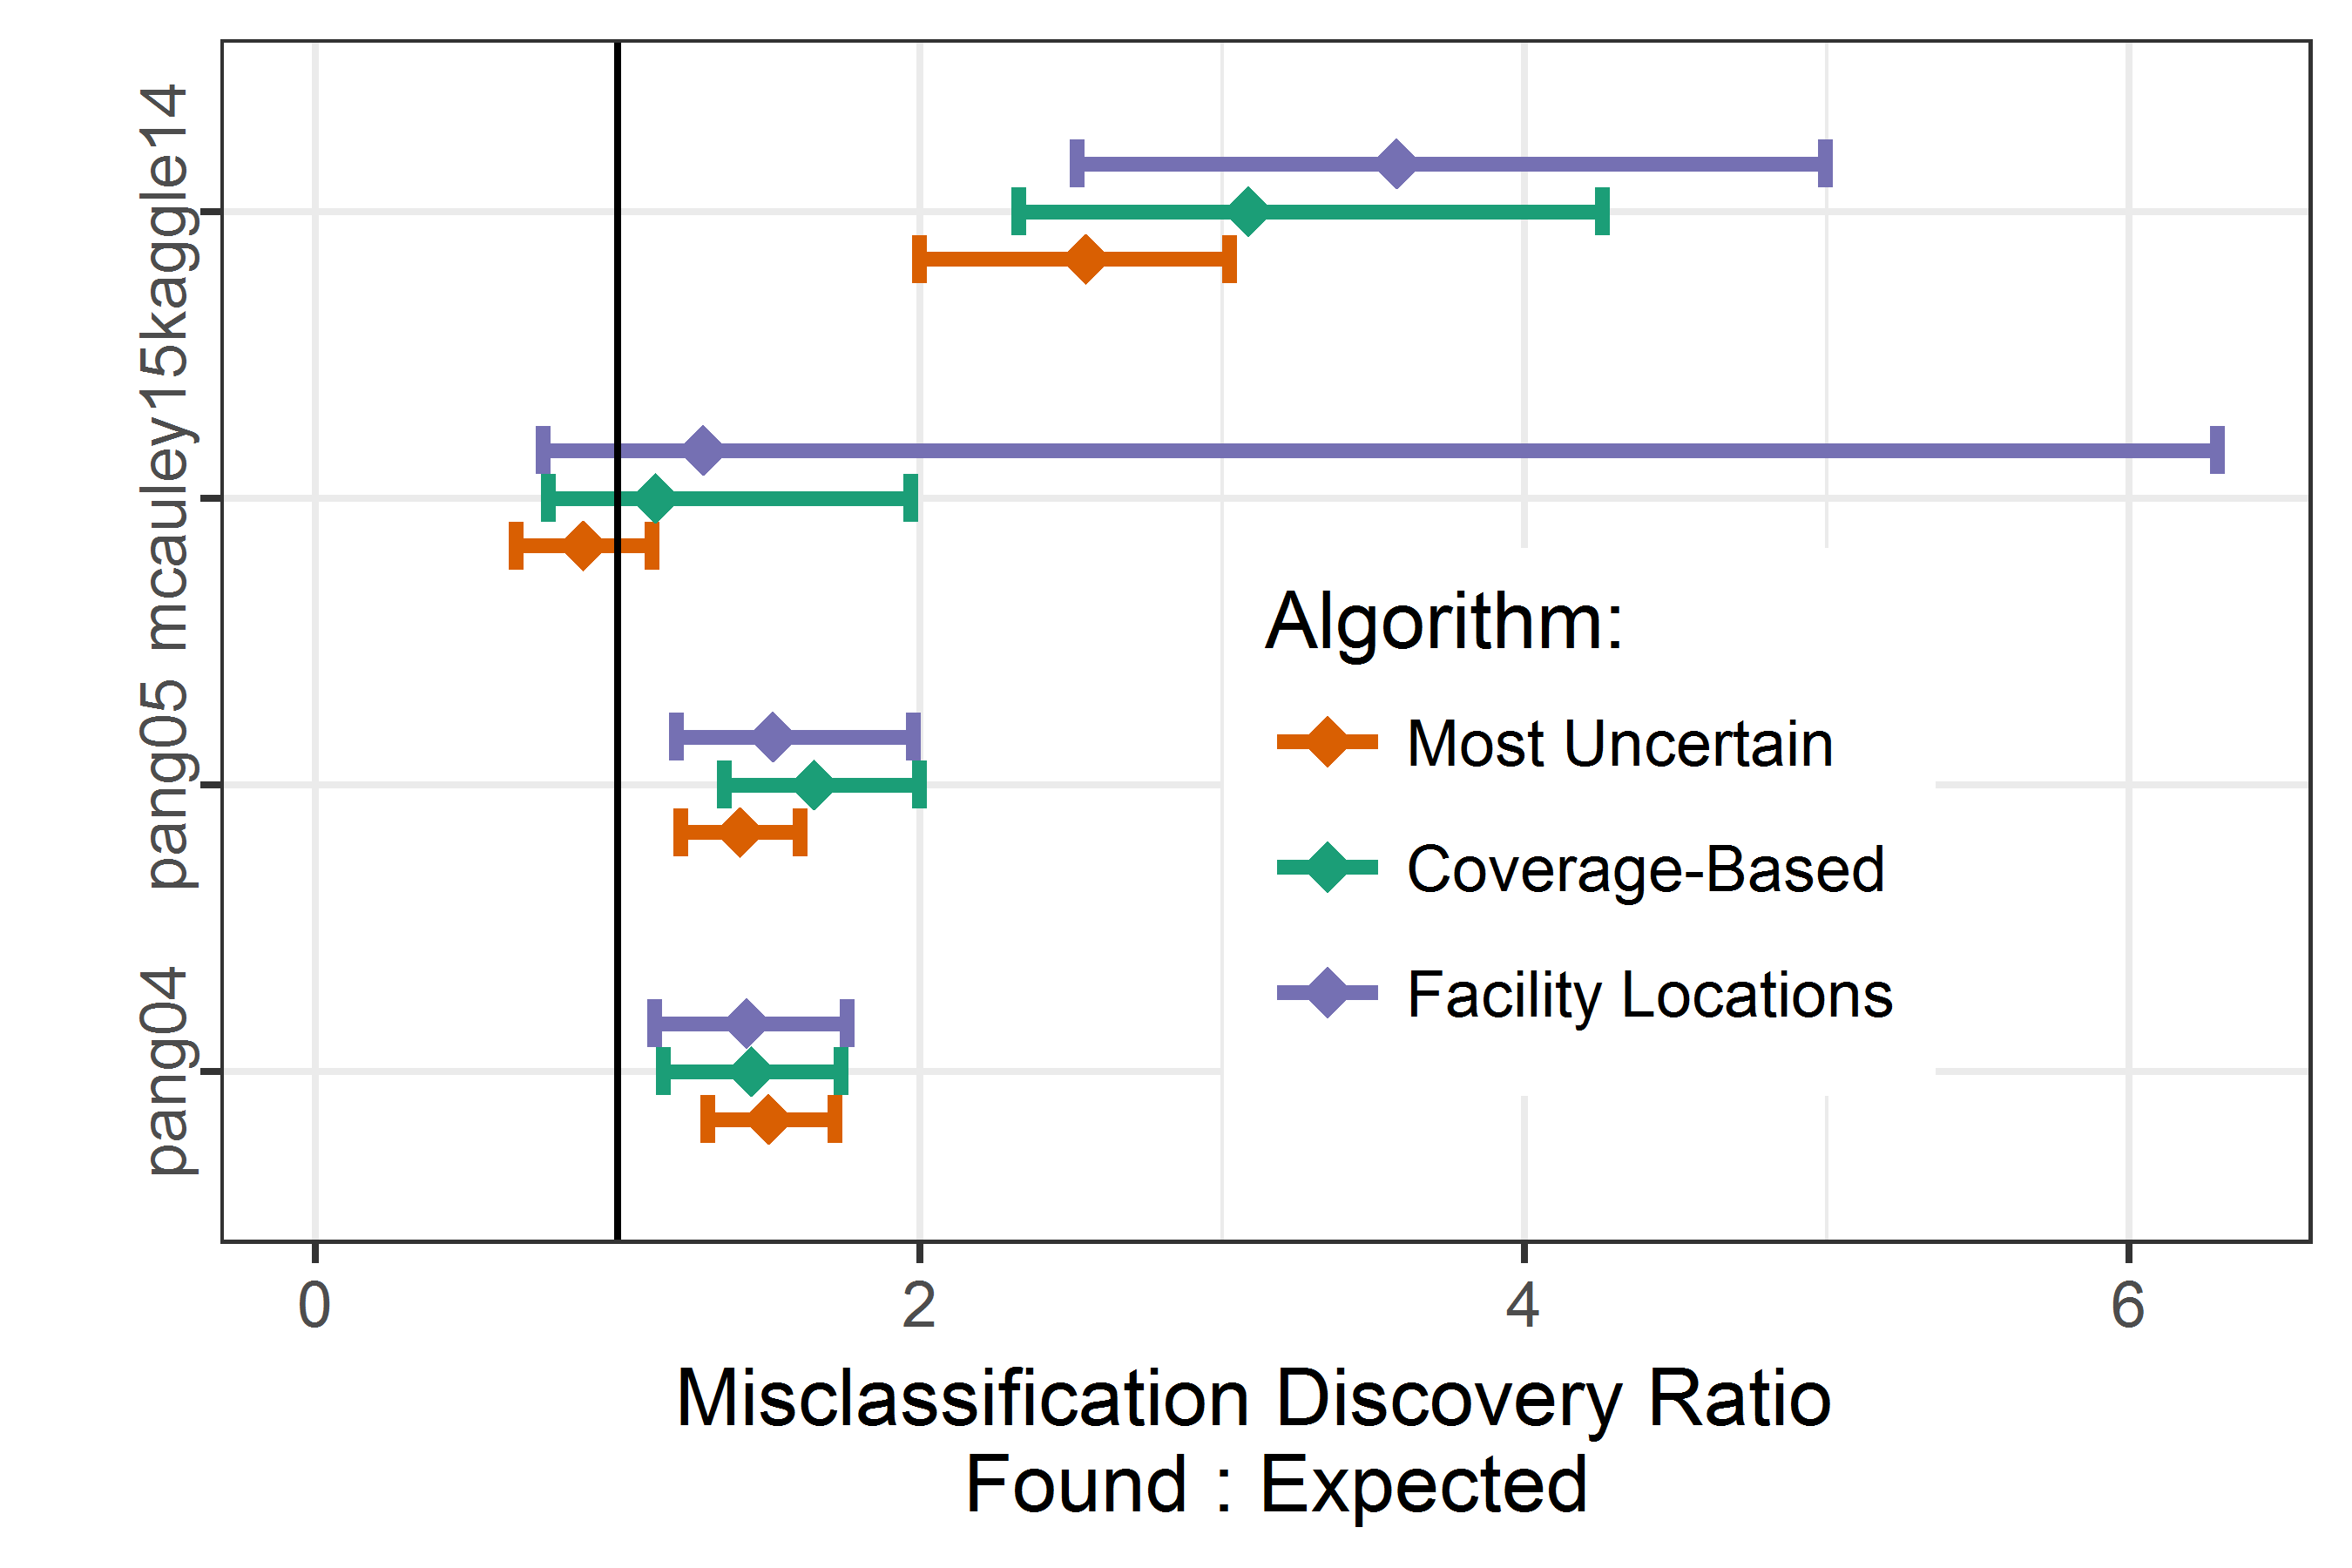 kaggle14
mcauley15
pang05
pang04
Algorithm:
Most Uncertain
Coverage-Based
Facility Locations
0 2 4 6
Misclassification Discovery Ratio
Found : Expected